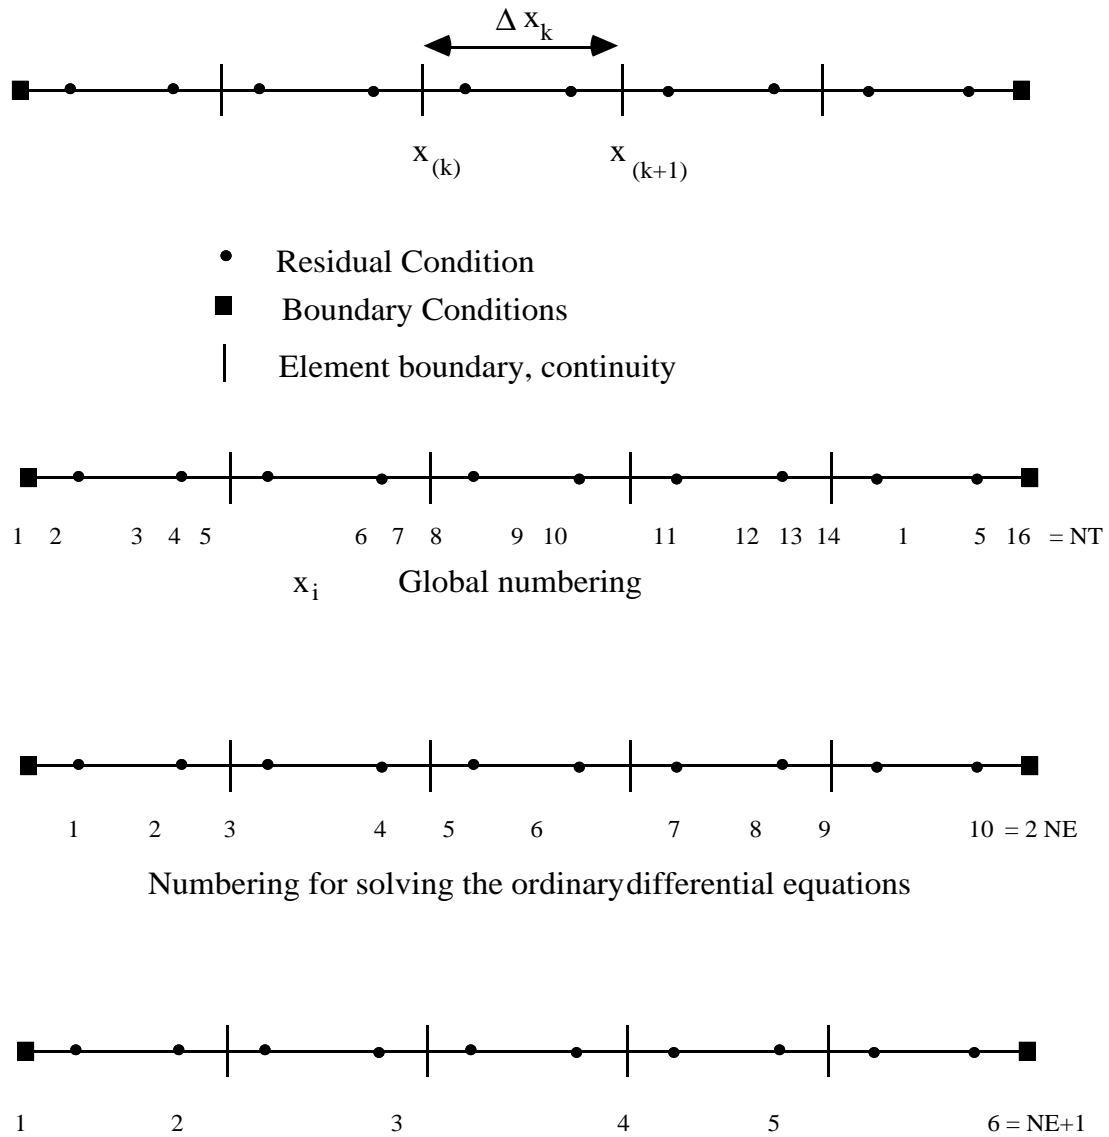 Δ x_k
x_(k) x_(k+1)
Residual Condition
Boundary Conditions
Element boundary, continuity
1 2 3 4 5 6 7 8 9 10 11 12 13 14 1 5 16 = NT
x_i Global numbering
1 2 3 4 5 6 7 8 9 10 = 2 NE
Numbering for solving the ordinary differential equations
1 2 3 4 5 6 = NE+1